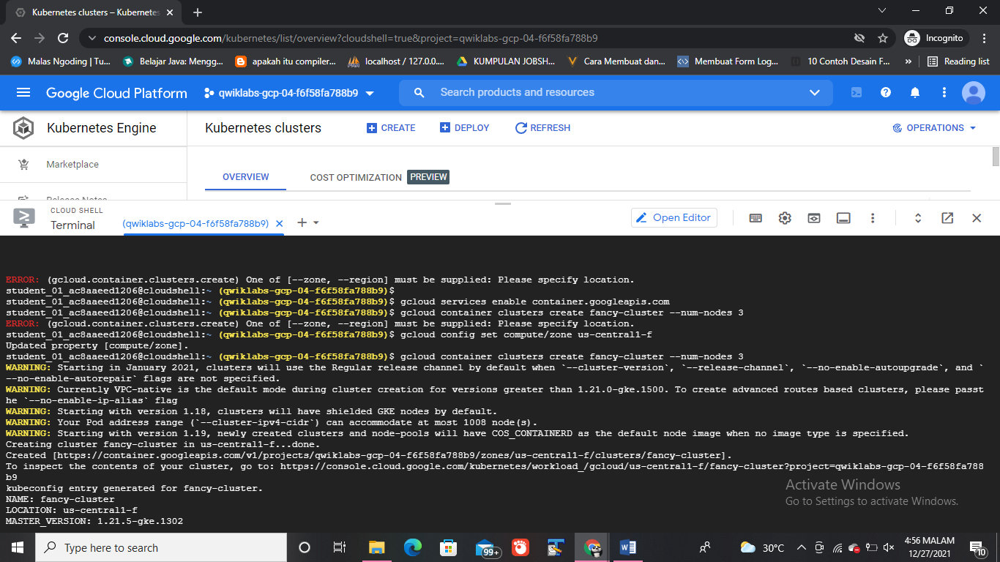 Kubernetes clusters – Kubernetes
console.cloud.google.com/kubernetes/list/overview?cloudshell=true&project=qwiklabs-gcp-04-f6f58fa788b9
Incognito
Malas Ngoding | Tu...
Belajar Java: Mengg...
apakah itu compiler...
localhost / 127.0.0....
KUMPULAN JOBSH...
Cara Membuat dan...
Membuat Form Log...
10 Contoh Desain F...
»
Reading list
Google Cloud Platform
qwiklabs-gcp-04-f6f58fa788b9
Search products and resources
Kubernetes Engine
Kubernetes clusters
CREATE
DEPLOY
REFRESH
OPERATIONS
Marketplace
OVERVIEW
COST OPTIMIZATION PREVIEW
Release Notes
CLOUD SHELL
Terminal
(qwiklabs-gcp-04-f6f58fa788b9)
Open Editor
ERROR: (gcloud.container.clusters.create) One of [--zone, --region] must be supplied: Please specify location.
student_01_ac8aaeed1206@cloudshell:~ (qwiklabs-gcp-04-f6f58fa788b9)$
student_01_ac8aaeed1206@cloudshell:~ (qwiklabs-gcp-04-f6f58fa788b9)$ gcloud services enable container.googleapis.com
student_01_ac8aaeed1206@cloudshell:~ (qwiklabs-gcp-04-f6f58fa788b9)$ gcloud container clusters create fancy-cluster --num-nodes 3
ERROR: (gcloud.container.clusters.create) One of [--zone, --region] must be supplied: Please specify location.
student_01_ac8aaeed1206@cloudshell:~ (qwiklabs-gcp-04-f6f58fa788b9)$ gcloud config set compute/zone us-central1-f
Updated property [compute/zone].
student_01_ac8aaeed1206@cloudshell:~ (qwiklabs-gcp-04-f6f58fa788b9)$ gcloud container clusters create fancy-cluster --num-nodes 3
WARNING: Starting in January 2021, clusters will use the Regular release channel by default when `--cluster-version`, `--release-channel`, `--no-enable-autoupgrade`, and `
--no-enable-autorepair` flags are not specified.
WARNING: Currently VPC-native is the default mode during cluster creation for versions greater than 1.21.0-gke.1500. To create advanced routes based clusters, please passt
he `--no-enable-ip-alias` flag
WARNING: Starting with version 1.18, clusters will have shielded GKE nodes by default.
WARNING: Your Pod address range (`--cluster-ipv4-cidr`) can accommodate at most 1008 node(s).
WARNING: Starting with version 1.19, newly created clusters and node-pools will have COS_CONTAINERD as the default node image when no image type is specified.
Creating cluster fancy-cluster in us-central1-f...done.
Created [https://container.googleapis.com/v1/projects/qwiklabs-gcp-04-f6f58fa788b9/zones/us-central1-f/clusters/fancy-cluster].
To inspect the contents of your cluster, go to: https://console.cloud.google.com/kubernetes/workload_/gcloud/us-central1-f/fancy-cluster?project=qwiklabs-gcp-04-f6f58fa788
b9
kubeconfig entry generated for fancy-cluster.
NAME: fancy-cluster
LOCATION: us-central1-f
MASTER_VERSION: 1.21.5-gke.1302
Activate Windows
Go to Settings to activate Windows.
Type here to search
99+
30°C
4:56 MALAM
12/27/2021
10